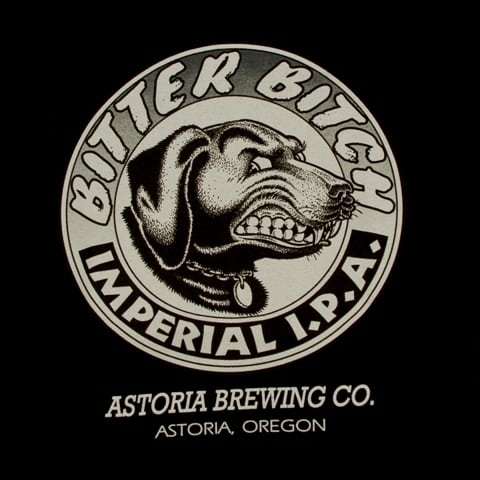 BITTER BITCH
IMPERIAL I.P.A.
ASTORIA BREWING CO.
ASTORIA, OREGON